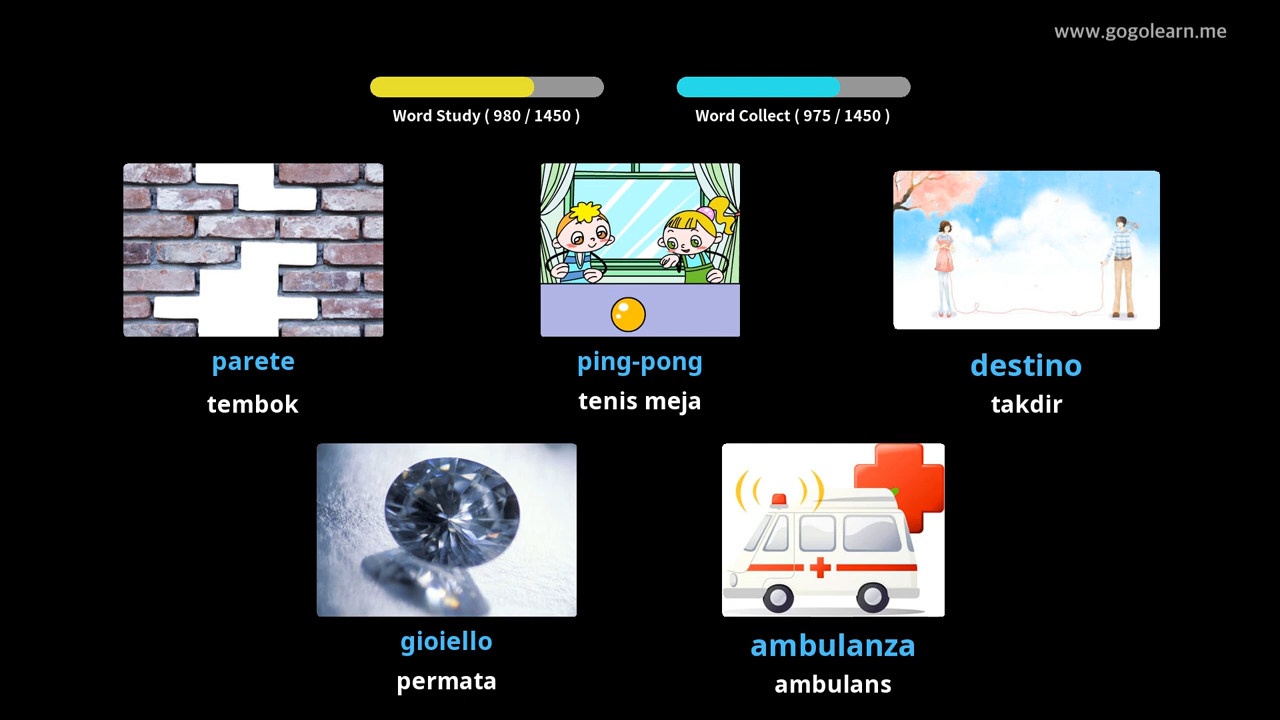 www.gogolearn.me
Word Study ( 980 / 1450 )
Word Collect ( 975 / 1450 )
parete
tembok
ping-pong
tenis meja
destino
takdir
gioiello
permata
ambulanza
ambulans